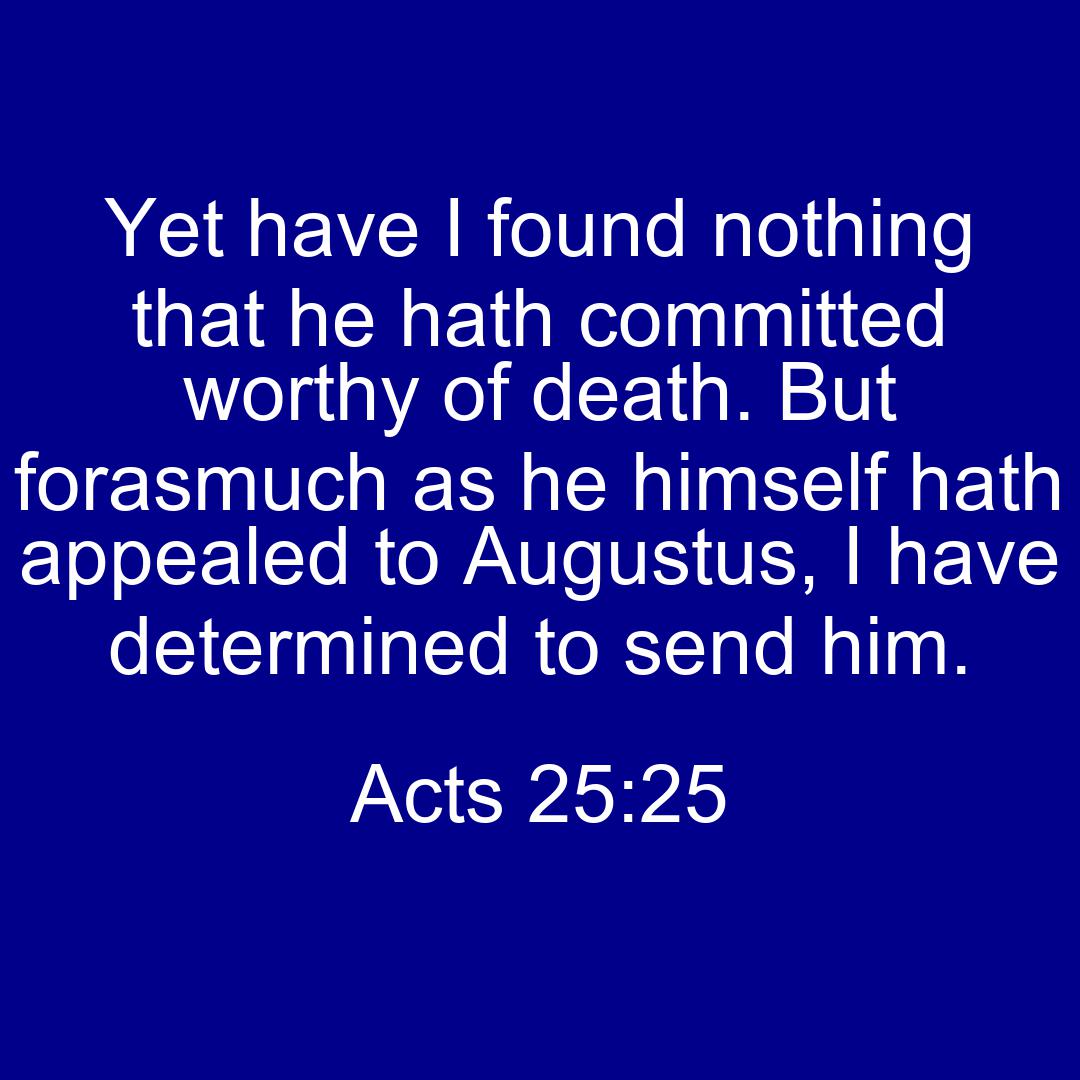 Yet have I found nothing
that he hath committed
worthy of death. But
forasmuch as he himself hath
appealed to Augustus, I have
determined to send him.
Acts 25:25